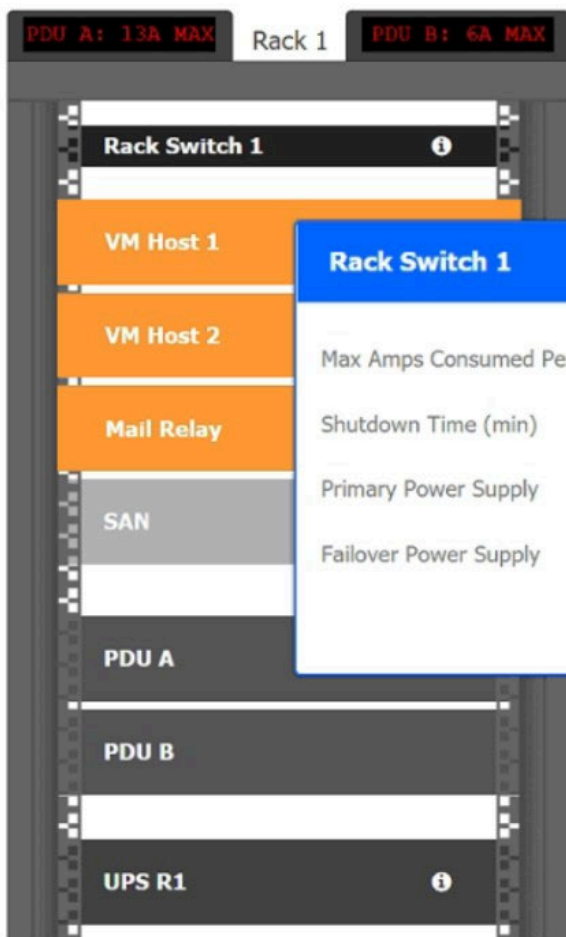 PDU A: 13A MAX
Rack 1
PDU B: 6A MAX
Rack Switch 1
VM Host 1
VM Host 2
Mail Relay
SAN
PDU A
PDU B
UPS R1
Rack Switch 1
Max Amps Consumed Pe
Shutdown Time (min)
Primary Power Supply
Failover Power Supply